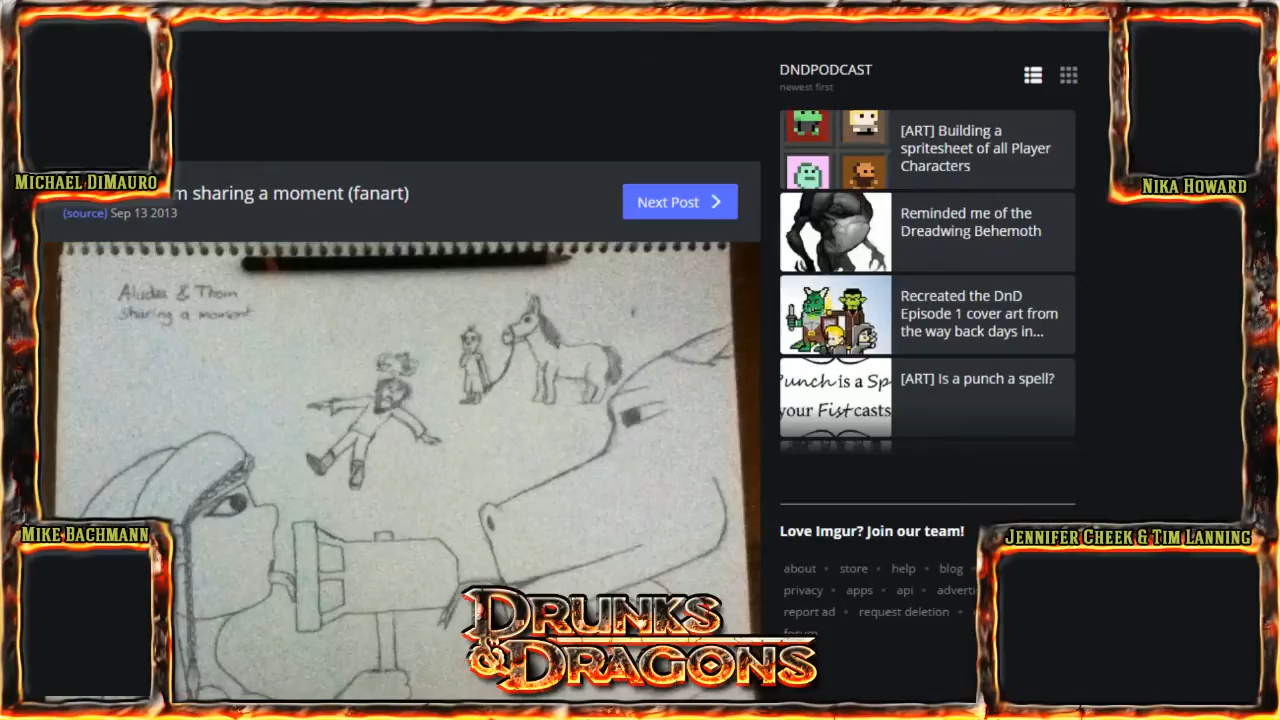 DNDPODCAST
newest first
[ART] Building a
spritesheet of all Player
Characters
MICHAEL DIMAURO
NIKA HOWARD
m sharing a moment (fanart)
Next Post
(source) Sep 13 2013
Reminded me of the
Dreadwing Behemoth
& Thom
sharing a moment
Recreated the DnD
Episode 1 cover art from
the way back days in...
[ART] Is a punch a spell?
Punch is a Sp
your Fist casts
MIKE BACHMANN
Love Imgur? Join our team!
JENNIFER CHEEK & TIM LANNING
about • store • help • blog •
privacy • apps • api • adverti
report ad • request deletion •
forum
DRUNKS
& DRAGONS